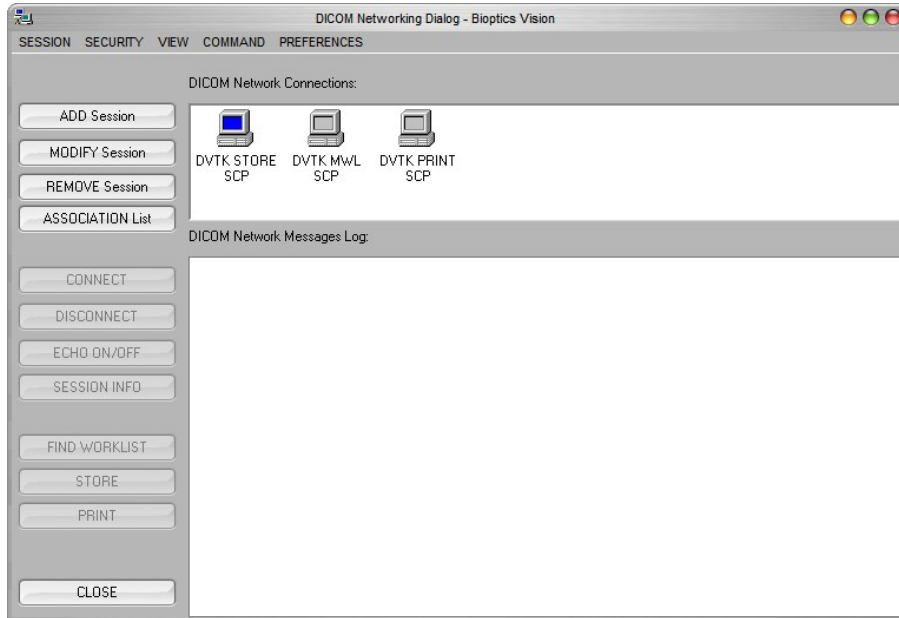 DICOM Networking Dialog - Bioptics Vision
SESSION SECURITY VIEW COMMAND PREFERENCES
DICOM Network Connections:
ADD Session
MODIFY Session
REMOVE Session
ASSOCIATION List
DVTK STORE
SCP
DVTK MWL
SCP
DVTK PRINT
SCP
DICOM Network Messages Log:
CONNECT
DISCONNECT
ECHO ON/OFF
SESSION INFO
FIND WORKLIST
STORE
PRINT
CLOSE